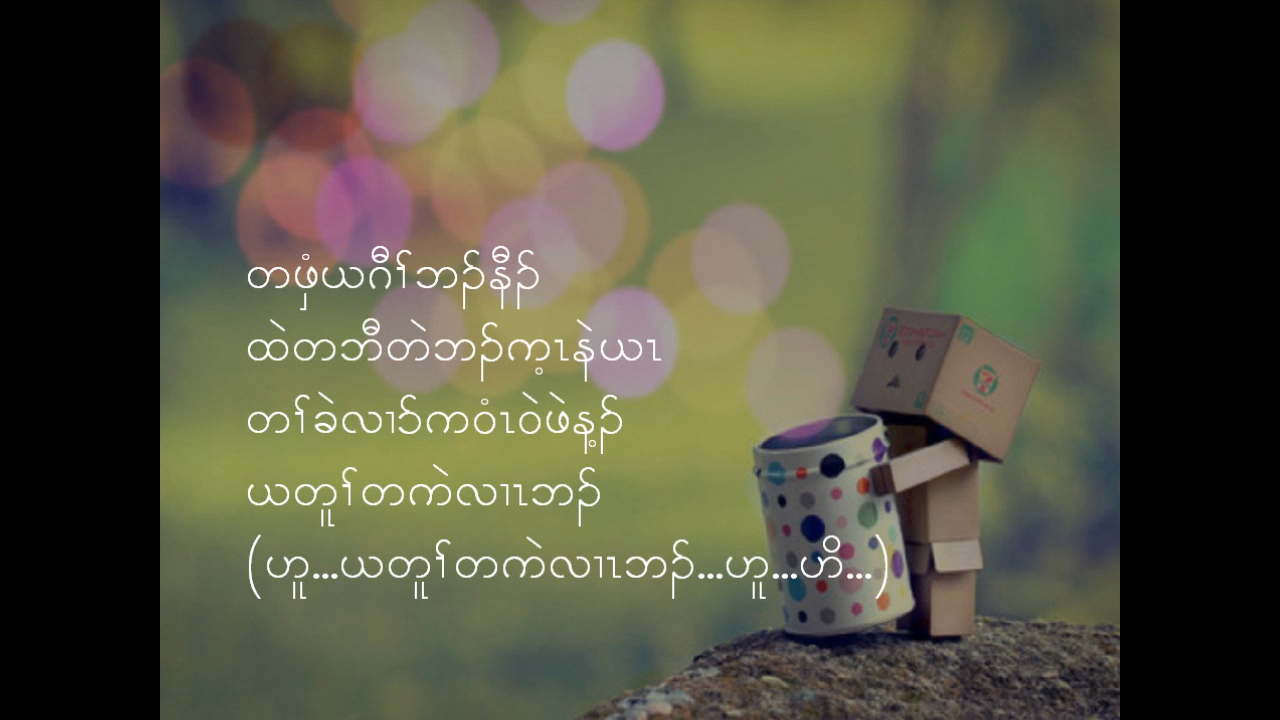 တဖှံယဂီၢ်ဘၣ်နီၣ်
ထဲတဘီတဲဘၣ်က့ၤနဲယၤ
တၢ်ခဲလၢာ်ကဝံၤဝဲဖဲန့ၣ်
ယတူၢ်တကဲလၢၤဘၣ်
(ဟူ...ယတူၢ်တကဲလၢၤဘၣ်...ဟူ...ဟိ...)